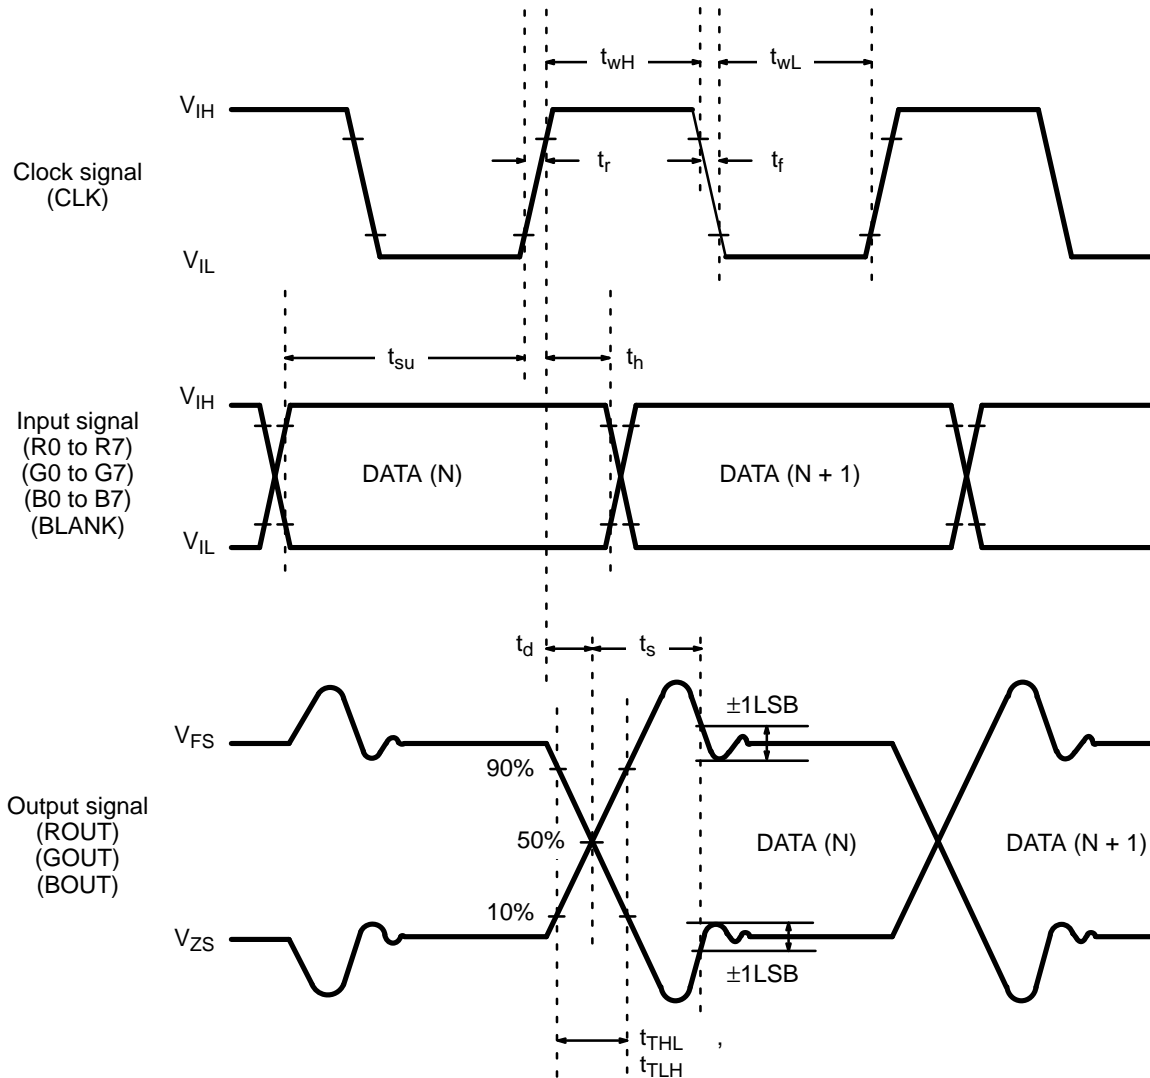 t_wH
t_wL
V_IH
t_r
t_f
Clock signal
(CLK)
V_IL
t_su
t_h
V_IH
Input signal
(R0 to R7)
(G0 to G7)
(B0 to B7)
(BLANK)
DATA (N)
DATA (N + 1)
V_IL
t_d
t_s
±1LSB
V_FS
90%
Output signal
(ROUT)
(GOUT)
(BOUT)
50%
DATA (N)
DATA (N + 1)
10%
V_ZS
±1LSB
t_THL ,
t_TLH